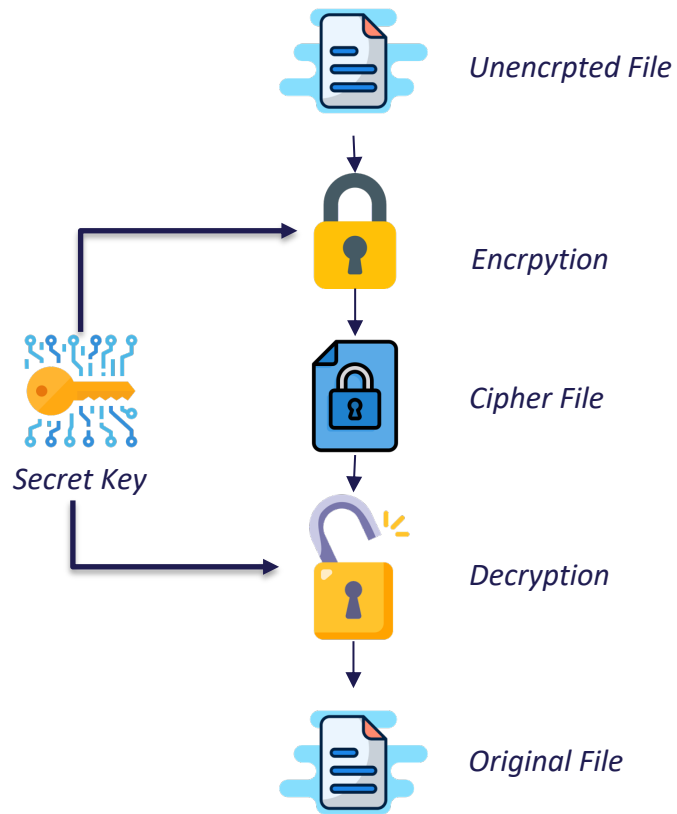 Unencrpted File
Encrpytion
Cipher File
Secret Key
Decryption
Original File